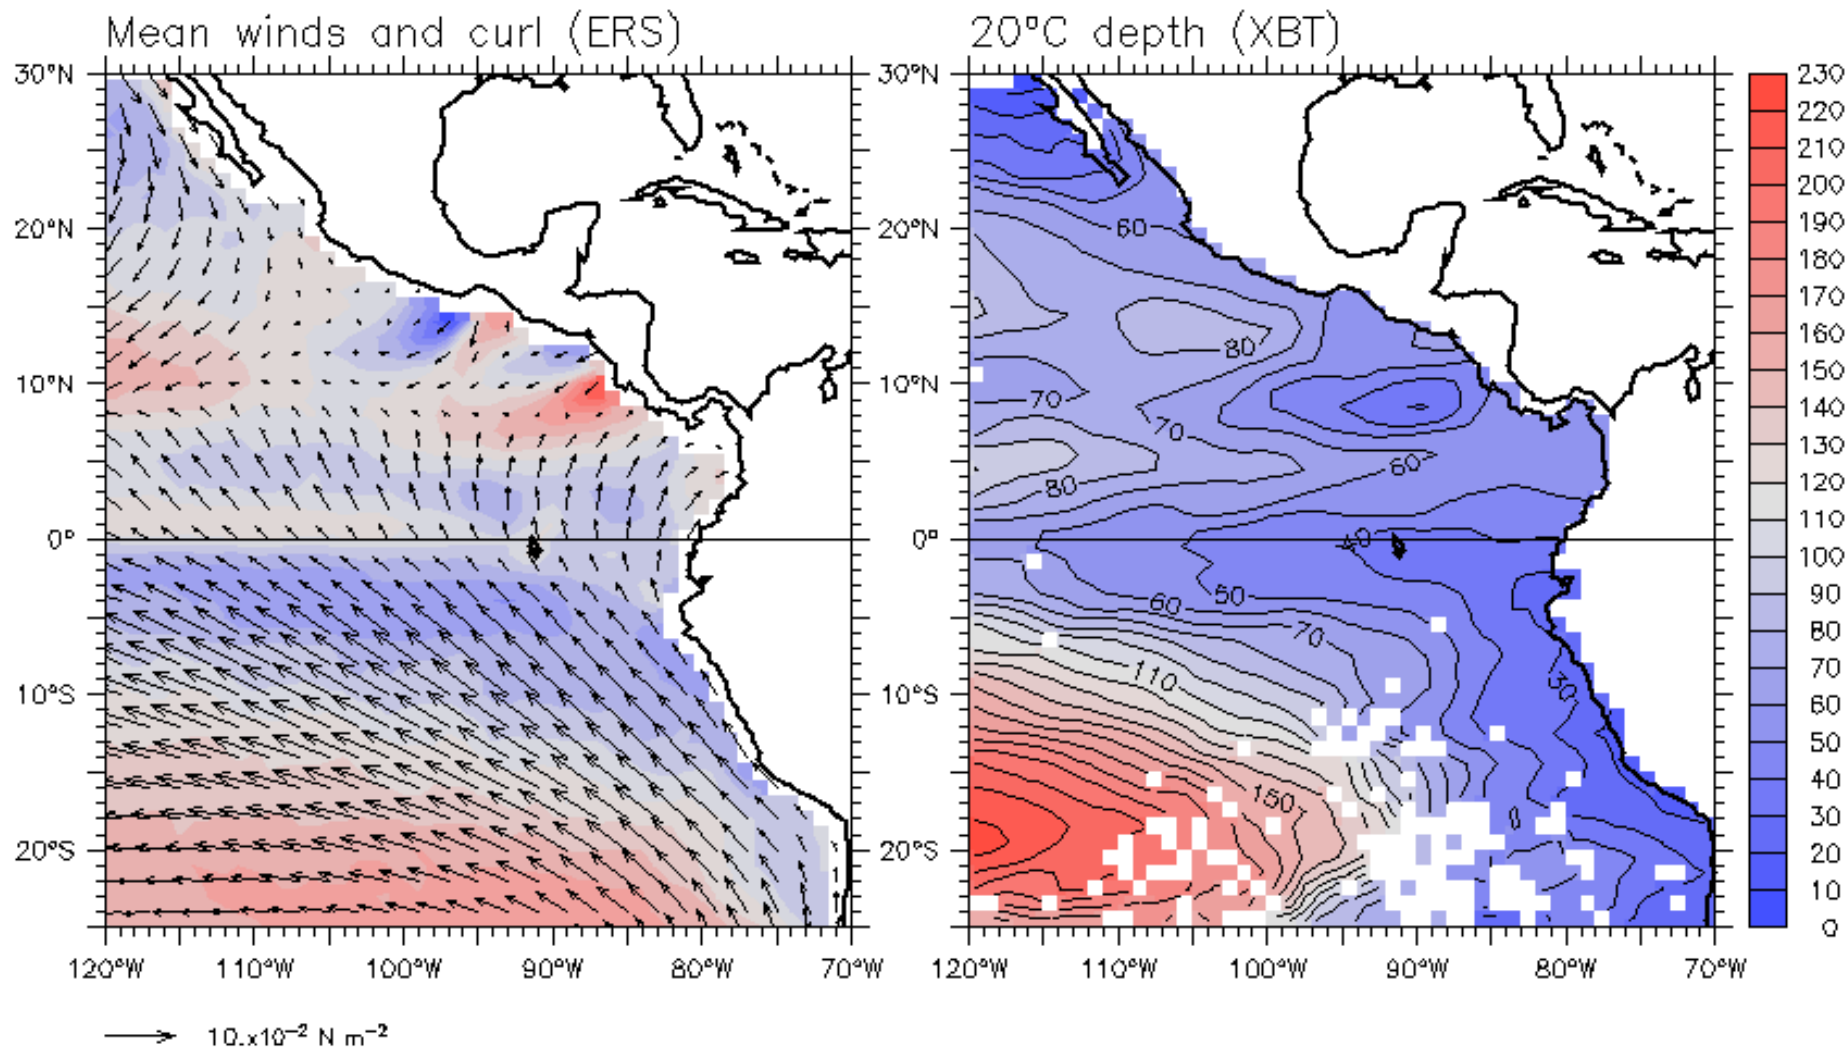 Mean winds and curl (ERS)
20°C depth (XBT)
30°N
20°N
10°N
0°
10°S
20°S
120°W 110°W 100°W 90°W 80°W 70°W
10.x10⁻² N m⁻²
30°N
20°N
10°N
0°
10°S
20°S
120°W 110°W 100°W 90°W 80°W 70°W
60
80
70
70
60
80
40
50
60
70
110
30
150
0
230
220
210
200
190
180
170
160
150
140
130
120
110
100
90
80
70
60
50
40
30
20
10
0